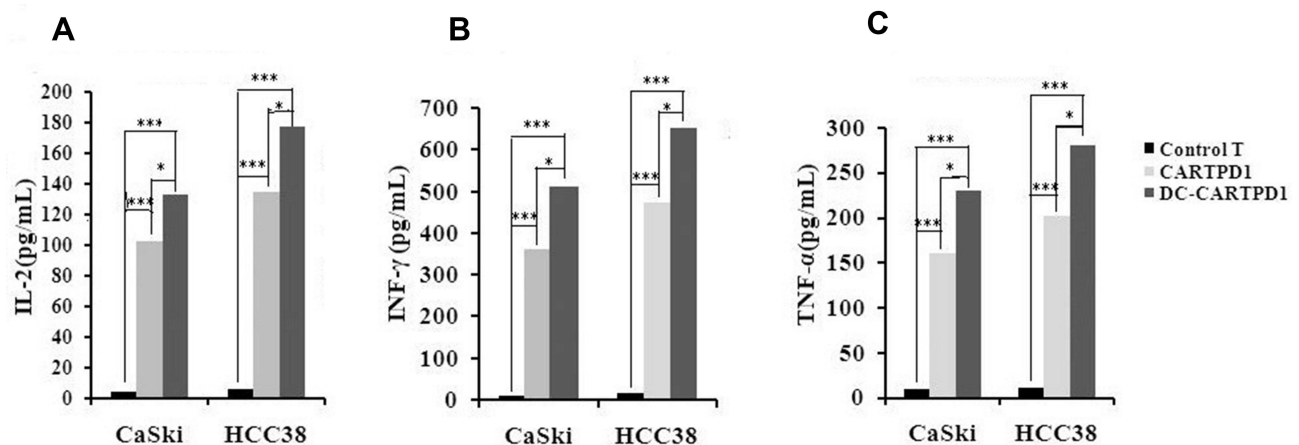 A
IL-2(pg/mL)
200
180
160
140
120
100
80
60
40
20
0
***
*
***
***
*
***
CaSki
HCC38
B
INF-γ (pg/mL)
700
600
500
400
300
200
100
0
***
*
***
***
*
***
CaSki
HCC38
C
TNF-α(pg/mL)
300
250
200
150
100
50
0
***
*
***
***
*
***
CaSki
HCC38
Control T
CARTPD1
DC-CARTPD1